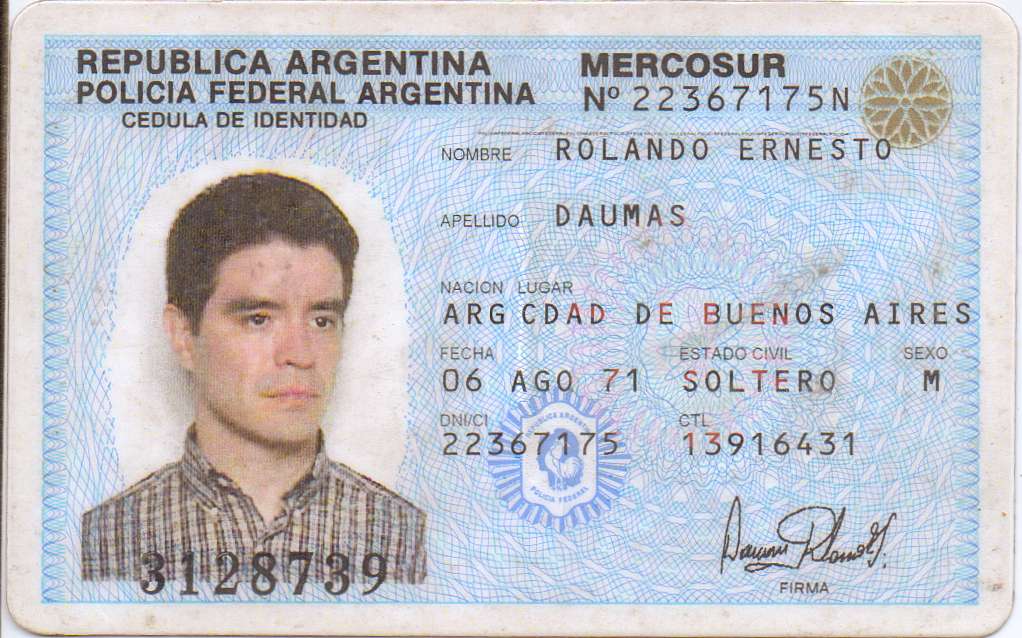 REPUBLICA ARGENTINA
POLICIA FEDERAL ARGENTINA
CEDULA DE IDENTIDAD
MERCOSUR
Nº 22367175N
NOMBRE ROLANDO ERNESTO
APELLIDO DAUMAS
NACION LUGAR
ARG CDAD DE BUENOS AIRES
FECHA ESTADO CIVIL SEXO
06 AGO 71 SOLTERO M
DNI/CI CTL
22367175 13916431
REPUBLICA ARGENTINA
POLICIA FEDERAL
FIRMA
3128739